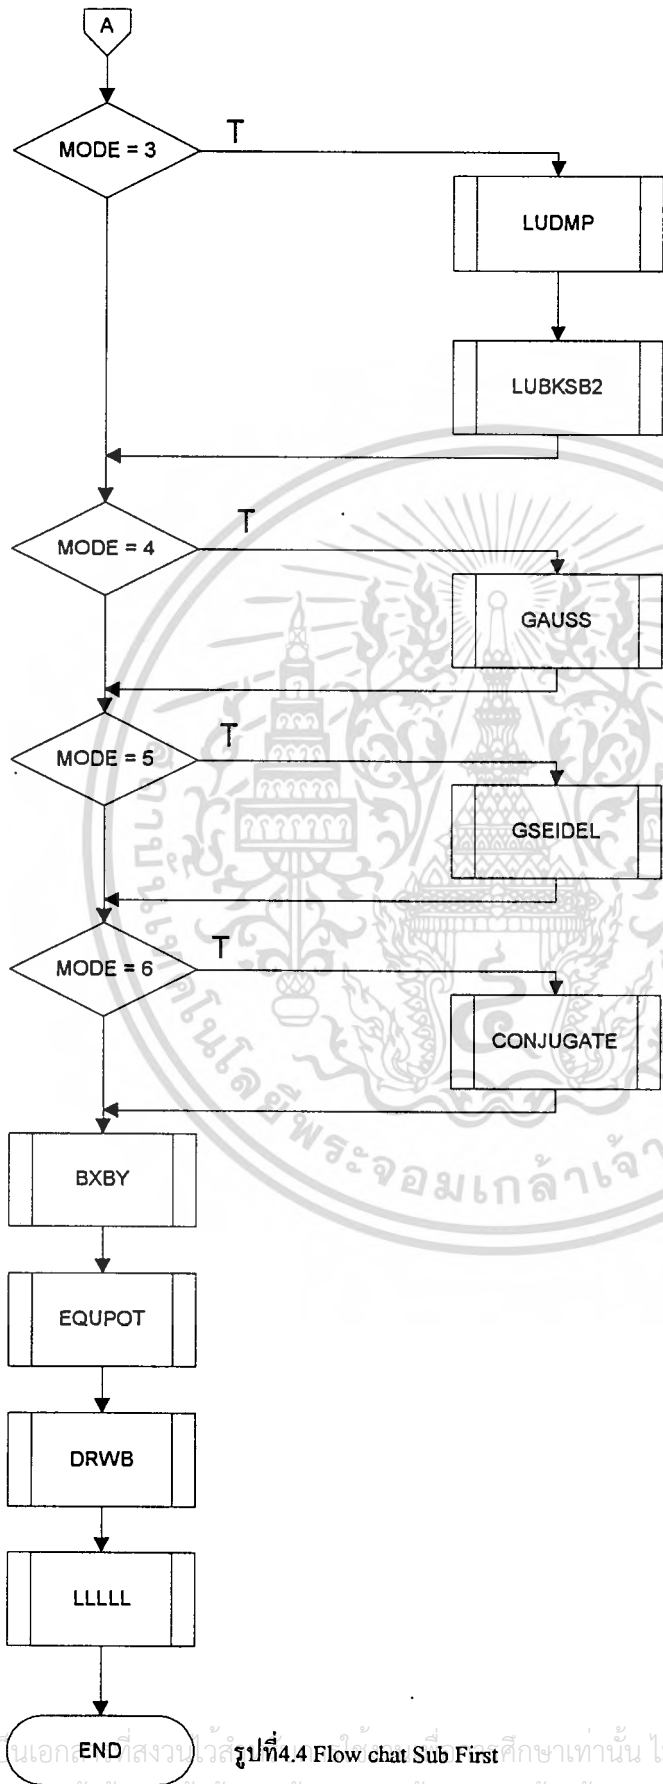 A
MODE = 3
T
LUDMP
LUBKSB2
MODE = 4
T
GAUSS
MODE = 5
T
GSEIDEL
MODE = 6
T
CONJUGATE
BXBY
EQUPOT
DRWB
LLLLL
END
รูปที่4.4 Flow chat Sub First